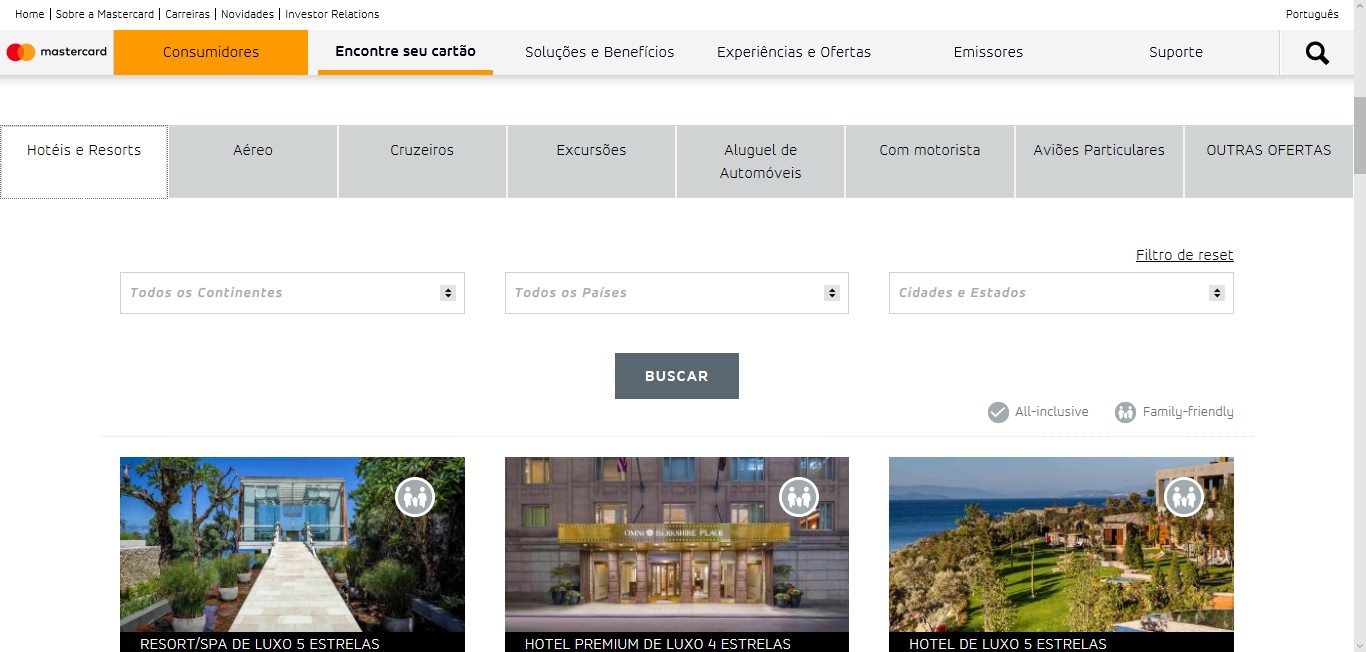 Home | Sobre a Mastercard | Carreiras | Novidades | Investor Relations
Português
mastercard
Consumidores
Encontre seu cartão
Soluções e Benefícios
Experiências e Ofertas
Emissores
Suporte
Hotéis e Resorts
Aéreo
Cruzeiros
Excursões
Aluguel de
Automóveis
Com motorista
Aviões Particulares
OUTRAS OFERTAS
Filtro de reset
Todos os Continentes
Todos os Países
Cidades e Estados
BUSCAR
All-inclusive
Family-friendly
OMNI BERKSHIRE PLACE
RESORT/SPA DE LUXO 5 ESTRELAS
HOTEL PREMIUM DE LUXO 4 ESTRELAS
HOTEL DE LUXO 5 ESTRELAS